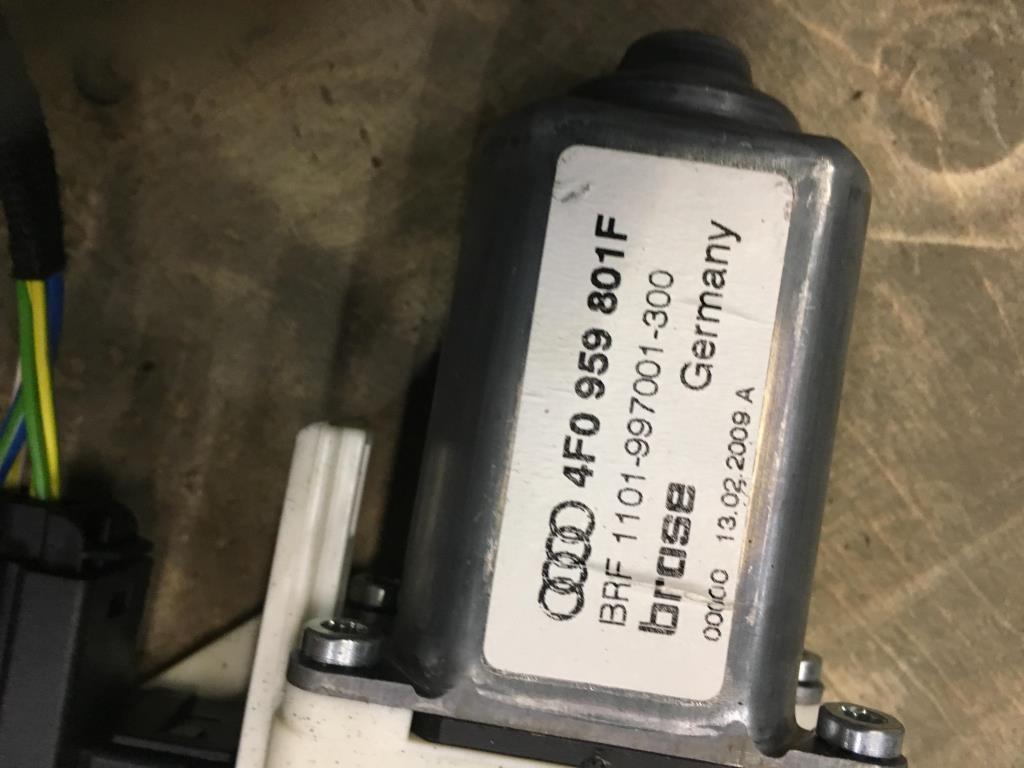 4F0 959 801F
BRF 1101-997001-300
brose Germany
00000 13.02.2009 A